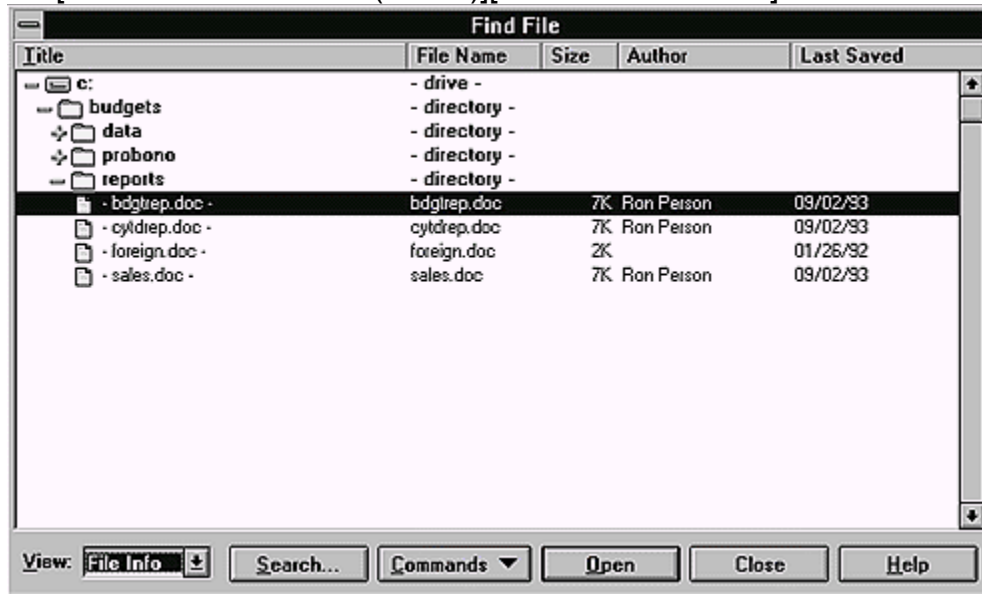 Find File
Title File Name Size Author Last Saved
c: - drive -
budgets - directory -
data - directory -
probono - directory -
reports - directory -
- bdgtrep.doc - bdgtrep.doc 7K Ron Person 09/02/93
- cytdrep.doc - cytdrep.doc 7K Ron Person 09/02/93
- foreign.doc - foreign.doc 2K 01/26/92
- sales.doc - sales.doc 7K Ron Person 09/02/93
View: File Info Search... Commands Open Close Help